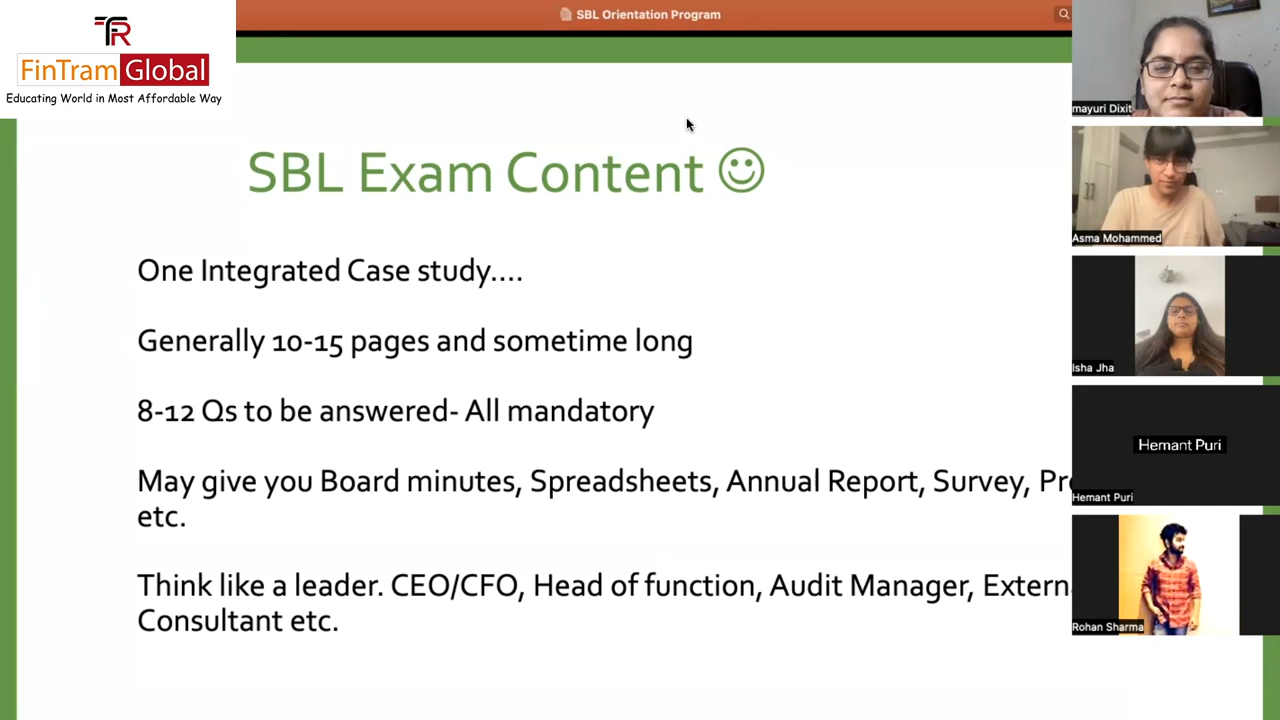 SBL Orientation Program
TR
FinTram Global
Educating World in Most Affordable Way
SBL Exam Content ☺
One Integrated Case study....
Generally 10-15 pages and sometime long
8-12 Qs to be answered- All mandatory
May give you Board minutes, Spreadsheets, Annual Report, Survey,
etc.
Think like a leader. CEO/CFO, Head of function, Audit Manager,
Consultant etc.
mayuri Dixit
Asma Mohammed
Isha Jha
Hemant Puri
Hemant Puri
Rohan Sharma